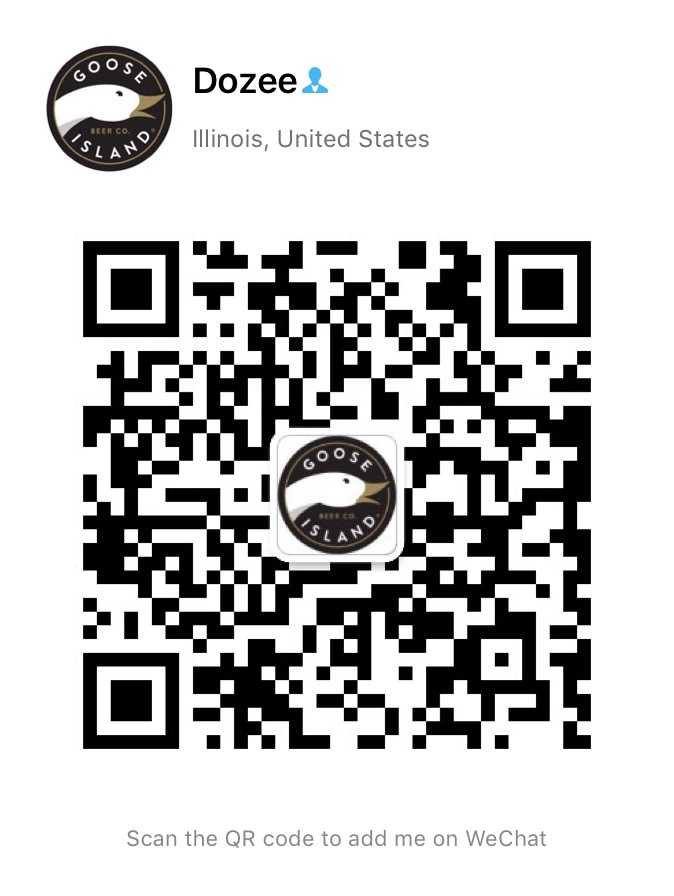 GOOSE
BEER CO.
ISLAND
Dozee
Illinois, United States
GOOSE
BEER CO.
ISLAND
Scan the QR code to add me on WeChat